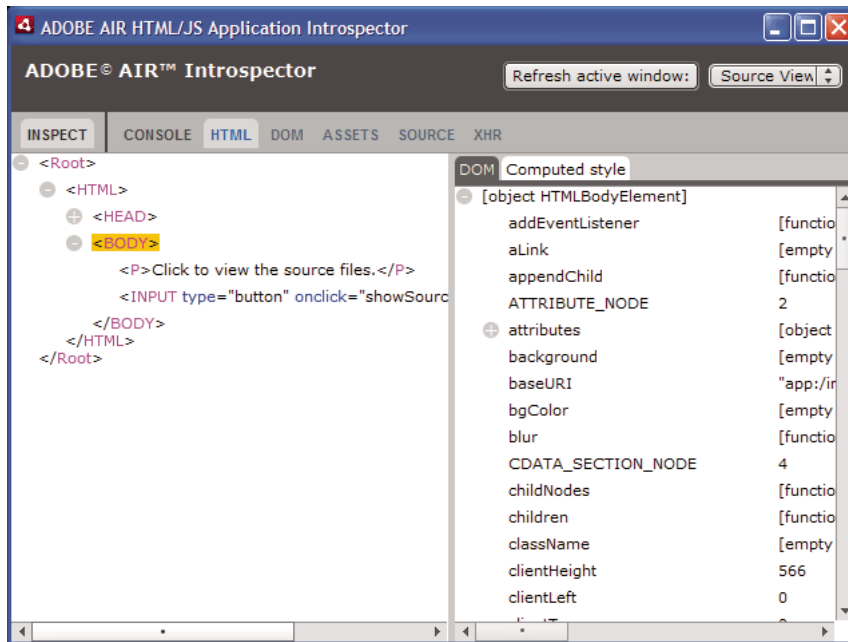 ADOBE AIR HTML/JS Application Introspector
ADOBE© AIR™ Introspector
Refresh active window:
Source View
INSPECT CONSOLE HTML DOM ASSETS SOURCE XHR
<Root>
<HTML>
<HEAD>
<BODY>
<P>Click to view the source files.</P>
<INPUT type="button" onclick="showSourc
</BODY>
</HTML>
</Root>
DOM Computed style
[object HTMLBodyElement]
addEventListener [functio
aLink [empty
appendChild [functio
ATTRIBUTE_NODE 2
attributes [object
background [empty
baseURI "app:/in
bgColor [empty
blur [functio
CDATA_SECTION_NODE 4
childNodes [functio
children [functio
className [empty
clientHeight 566
clientLeft 0